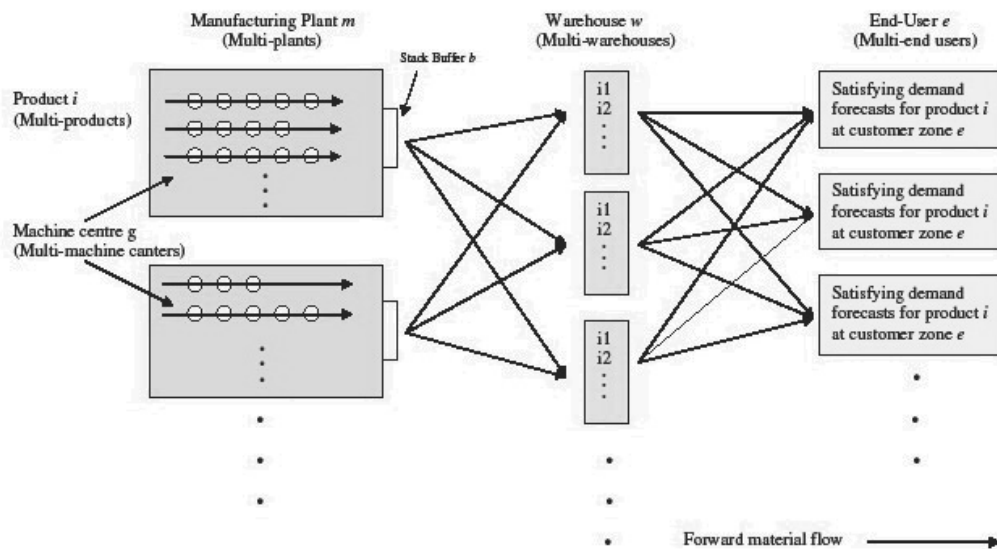 Manufacturing Plant m
(Multi-plants)
Warehouse w
(Multi-warehouses)
End-User e
(Multi-end users)
Stack Buffer b
Product i
(Multi-products)
Machine centre g
(Multi-machine canters)
i1
i2
i1
i2
i1
i2
Satisfying demand
forecasts for product i
at customer zone e
Satisfying demand
forecasts for product i
at customer zone e
Satisfying demand
forecasts for product i
at customer zone e
Forward material flow